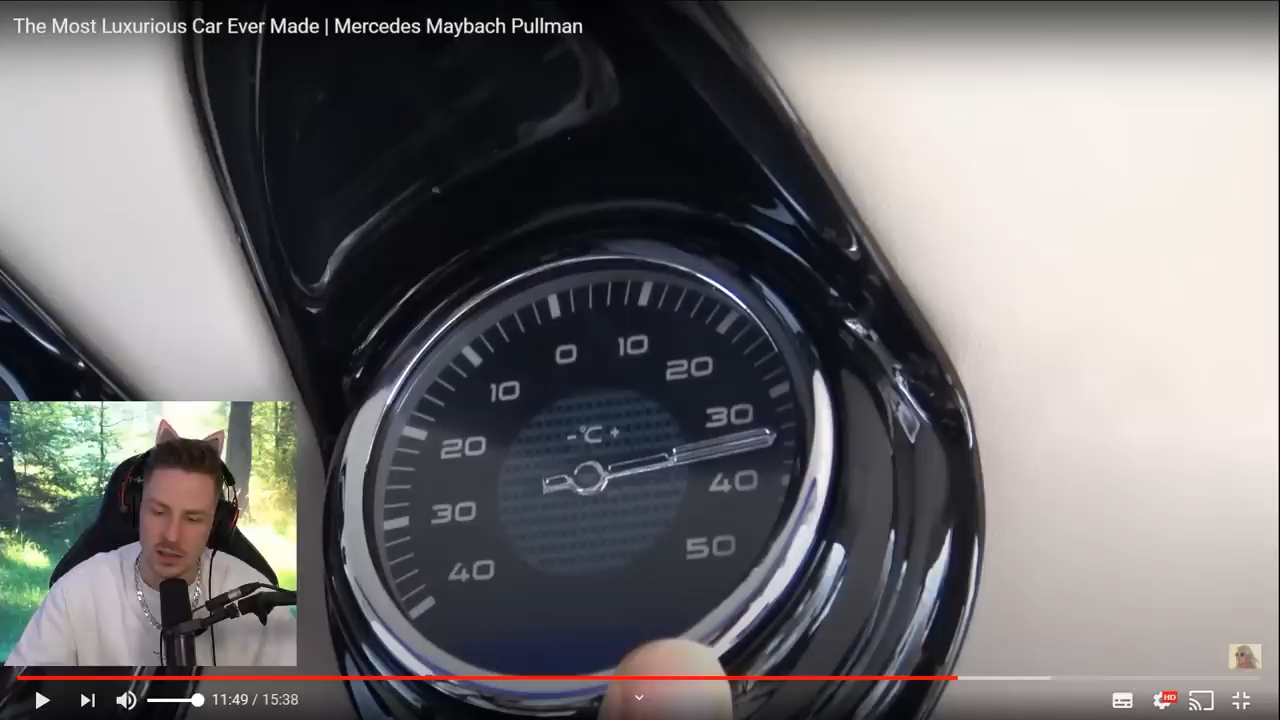 The Most Luxurious Car Ever Made | Mercedes Maybach Pullman
0 10
10 20
20 -°C+ 30
30 40
40 50
11:49 / 15:38
HD